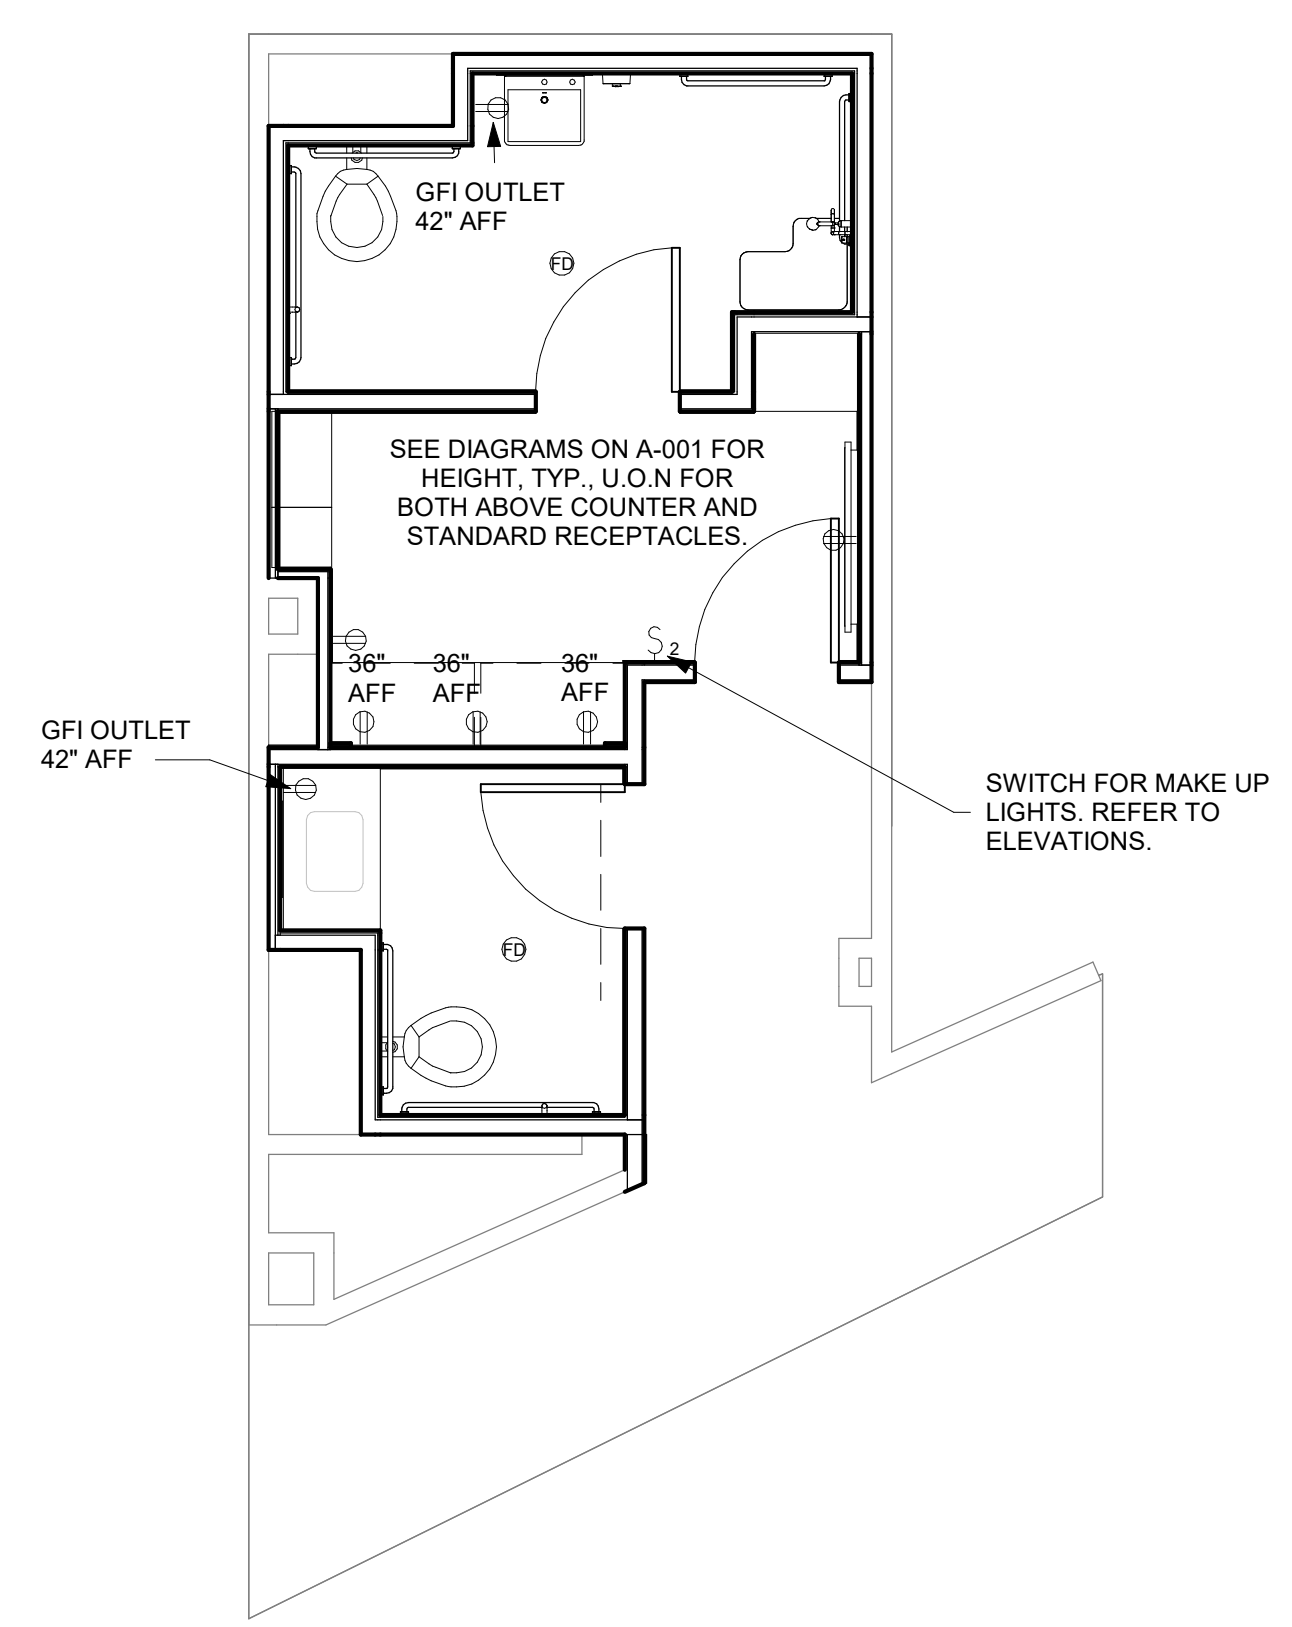 GFI OUTLET
42" AFF
FD
SEE DIAGRAMS ON A-001 FOR
HEIGHT, TYP., U.O.N FOR
BOTH ABOVE COUNTER AND
STANDARD RECEPTACLES.
S 2
36"
AFF
36"
AFF
36"
AFF
GFI OUTLET
42" AFF
SWITCH FOR MAKE UP
LIGHTS. REFER TO
ELEVATIONS.
FD